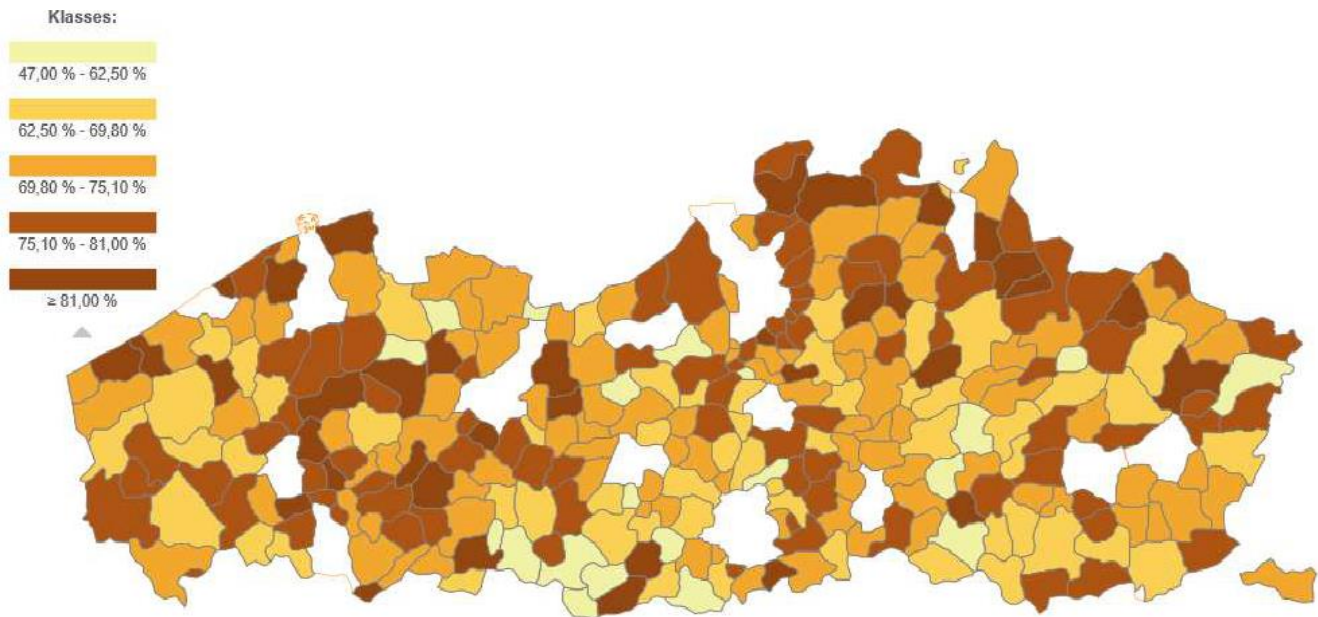 Klasses:
47,00 % - 62,50 %
62,50 % - 69,80 %
69,80 % - 75,10 %
75,10 % - 81,00 %
≥ 81,00 %